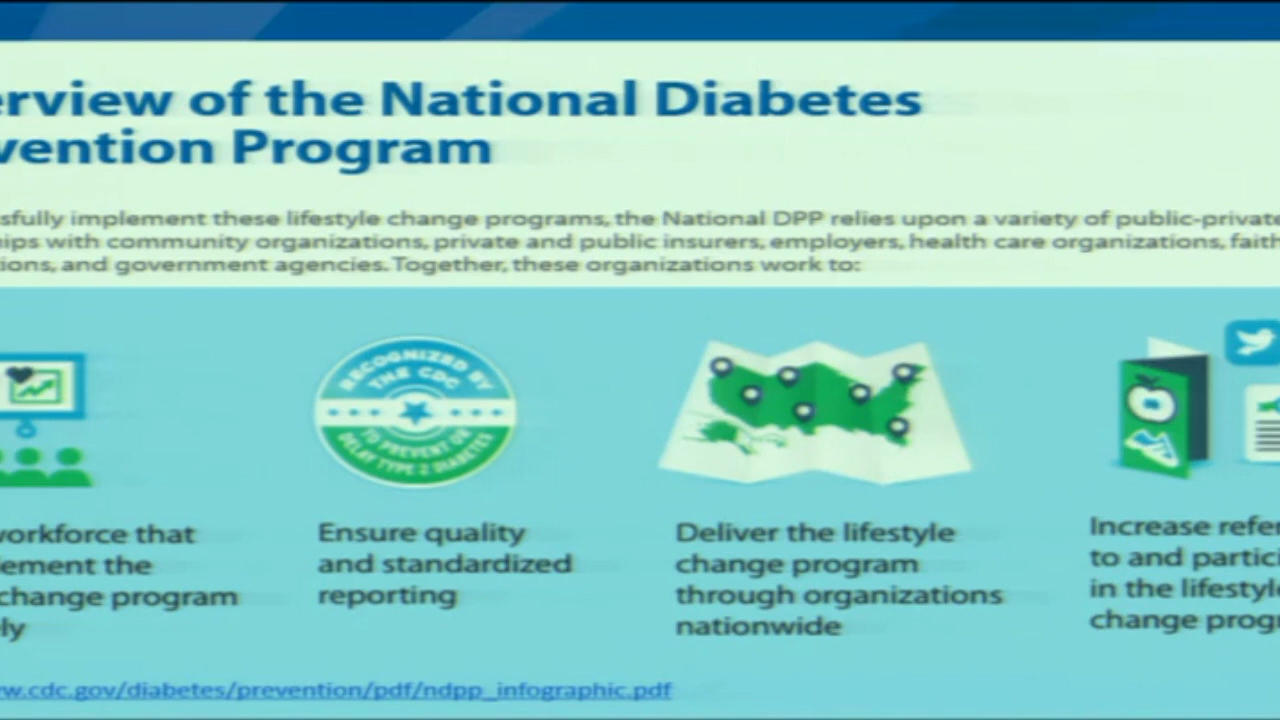 erview of the National Diabetes
vention Program
sfully implement these lifestyle change programs, the National DPP relies upon a variety of public-private
hips with community organizations, private and public insurers, employers, health care organizations, faith
ions, and government agencies. Together, these organizations work to:
RECOGNIZED BY
THE CDC
TO PREVENT OR
DELAY TYPE 2 DIABETES
workforce that
ement the
change program
ly
Ensure quality
and standardized
reporting
Deliver the lifestyle
change program
through organizations
nationwide
Increase refer
to and partici
in the lifestyle
change progr
w.cdc.gov/diabetes/prevention/pdf/ndpp_infographic.pdf